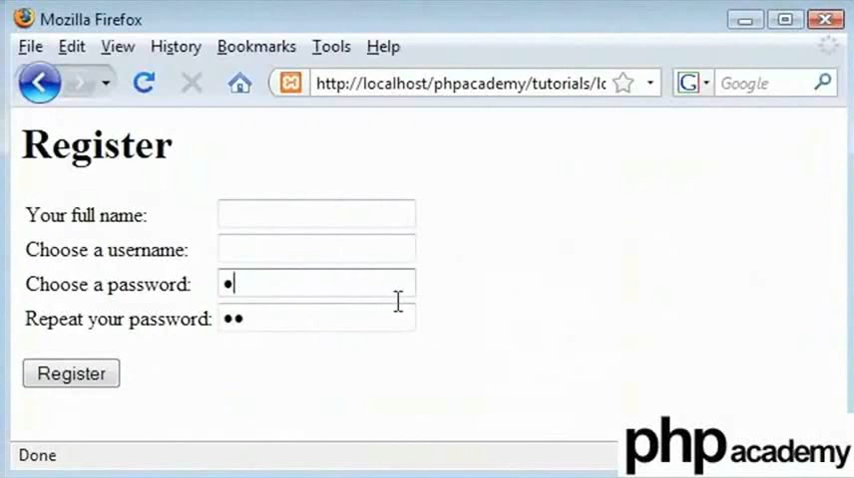 Mozilla Firefox
File Edit View History Bookmarks Tools Help
http://localhost/phpacademy/tutorials/lo G Google
Register
Your full name:
Choose a username:
Choose a password: •
Repeat your password: ••
Register
Done
php academy